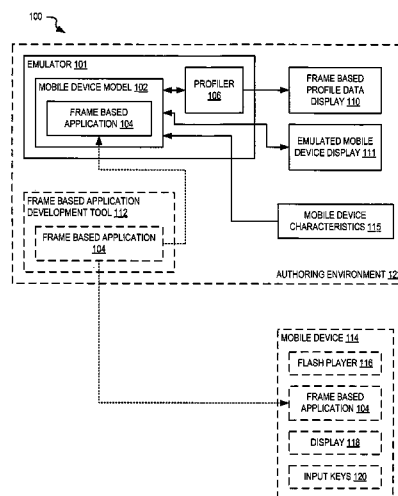 100
EMULATOR 101
MOBILE DEVICE MODEL 102
FRAME BASED
APPLICATION 104
PROFILER
106
FRAME BASED
PROFILE DATA
DISPLAY 110
EMULATED MOBILE
DEVICE DISPLAY 111
FRAME BASED APPLICATION
DEVELOPMENT TOOL 112
FRAME BASED APPLICATION
104
MOBILE DEVICE
CHARACTERISTICS 115
AUTHORING ENVIRONMENT 12
MOBILE DEVICE 114
FLASH PLAYER 116
FRAME BASED
APPLICATION 104
DISPLAY 118
INPUT KEYS 120